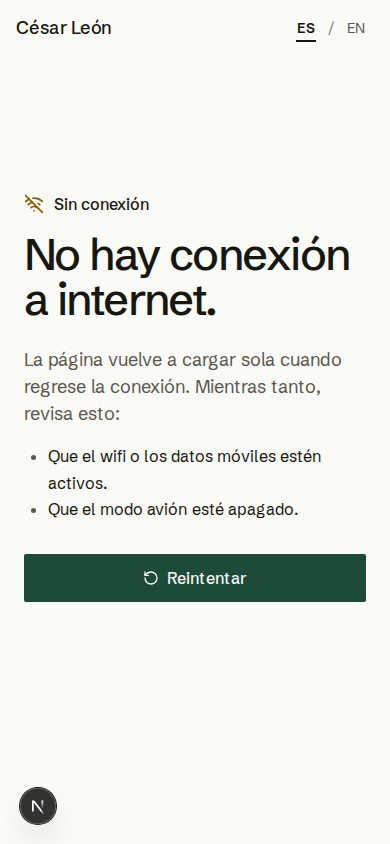 César León
ES / EN
Sin conexión
No hay conexión
a internet.
La página vuelve a cargar sola cuando
regrese la conexión. Mientras tanto,
revisa esto:
• Que el wifi o los datos móviles estén
activos.
• Que el modo avión esté apagado.
Reintentar
N